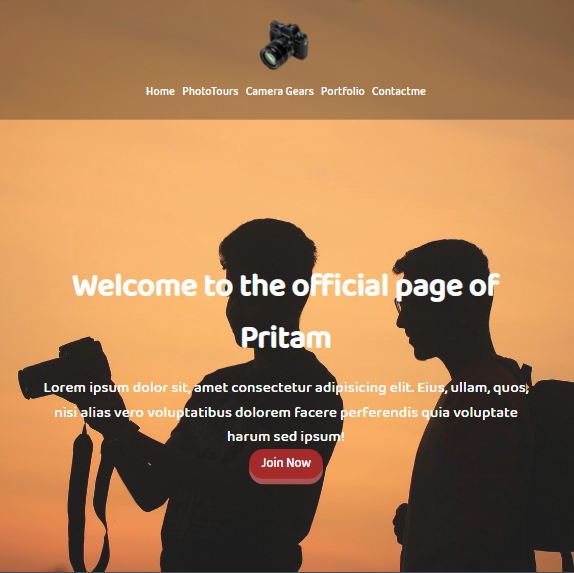 Home PhotoTours Camera Gears Portfolio Contactme
Welcome to the official page of
Pritam
Lorem ipsum dolor sit, amet consectetur adipisicing elit. Eius, ullam, quos,
nisi alias vero voluptatibus dolorem facere perferendis quia voluptate
harum sed ipsum!
Join Now